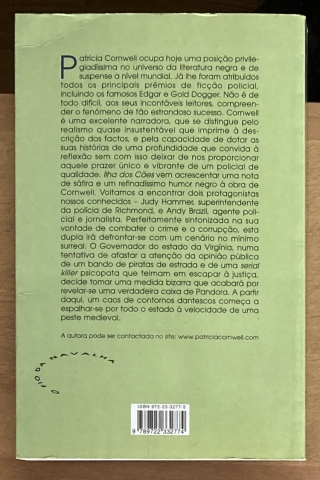 Patricia Cornwell ocupa hoje uma posição privile-
giadíssima no universo da literatura negra e de
suspense a nível mundial. Já lhe foram atribuídos
todos os principais prémios de ficção policial,
incluindo os famosos Edgar e Gold Dogger. Não é de
todo difícil, aos seus incontáveis leitores, compreen-
der o fenómeno de tão estrondoso sucesso. Cornwell
é uma excelente narradora, que se distingue pelo
realismo quase insustentável que imprime à des-
crição dos factos, e pela capacidade de dotar as
suas histórias de uma profundidade que convida à
reflexão sem com isso deixar de nos proporcionar
aquele prazer único e vibrante de um policial de
qualidade. Ilha dos Cães vem acrescentar uma nota
de sátira e um refinadíssimo humor negro à obra de
Cornwell. Voltamos a encontrar dois protagonistas
nossos conhecidos – Judy Hammer, superintendente
da polícia de Richmond, e Andy Brazil, agente poli-
cial e jornalista. Perfeitamente sintonizada na sua
vontade de combater o crime e a corrupção, esta
dupla irá defrontar-se com um cenário no mínimo
surreal. O Governador do estado da Virgínia, numa
tentativa de afastar a atenção da opinião pública
de um bando de piratas de estrada e de uma serial
killer psicopata que teimam em escapar à justiça,
decide tomar uma medida bizarra que acabará por
revelar-se uma verdadeira caixa de Pandora. A partir
daqui, um caos de contornos dantescos começa a
espalhar-se por todo o estado à velocidade de uma
peste medieval.
A autora pode ser contactada no site: www.patriciacornwell.com
O FIO DA NAVALHA
ISBN 972-23-3277-5
9 789722 332774